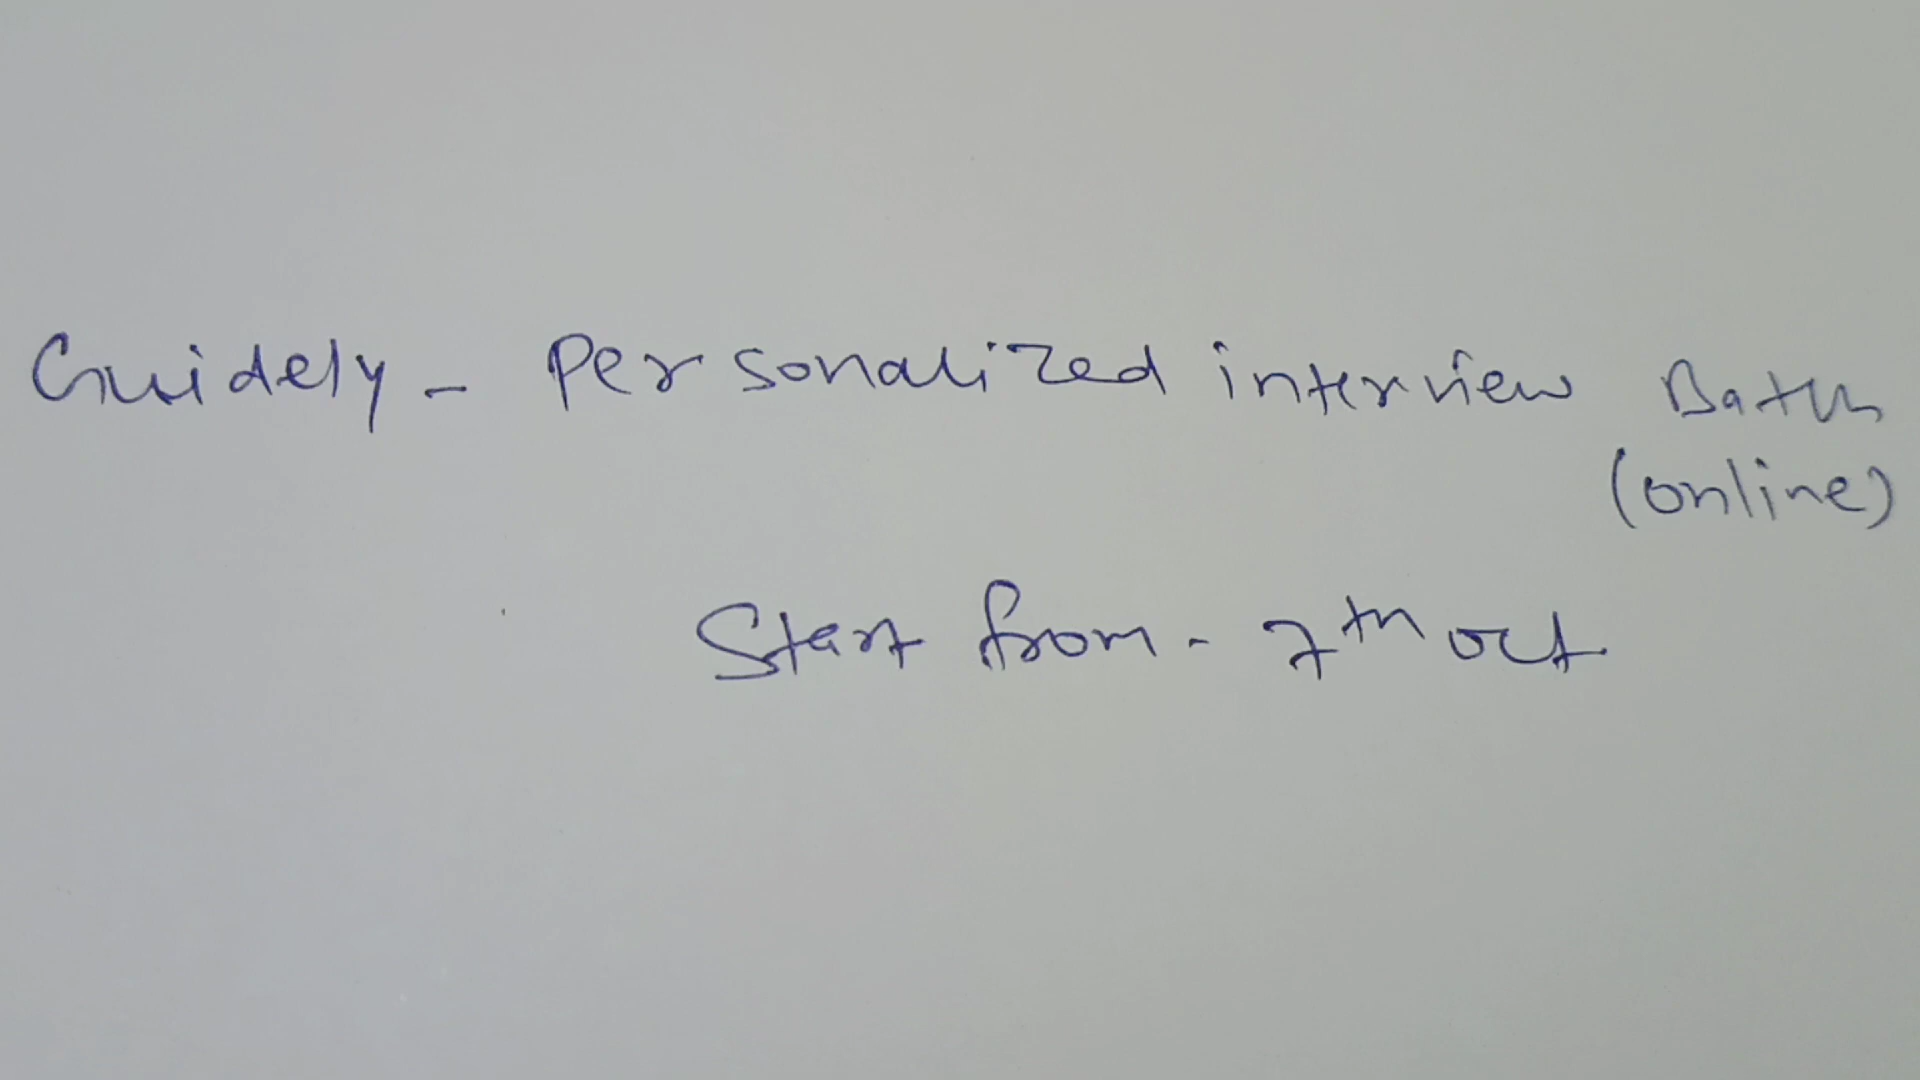 Guidely - Personalized interview Batch
(online)
Start from - 7th oct